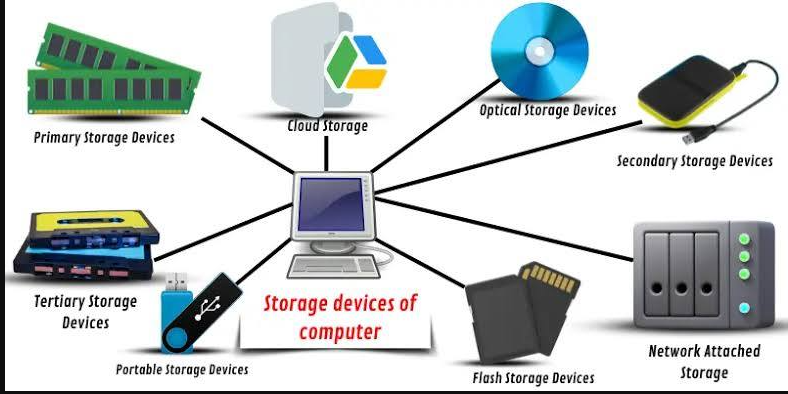 Primary Storage Devices
Cloud Storage
Optical Storage Devices
Secondary Storage Devices
Tertiary Storage
Devices
Portable Storage Devices
Storage devices of
computer
Flash Storage Devices
Network Attached
Storage